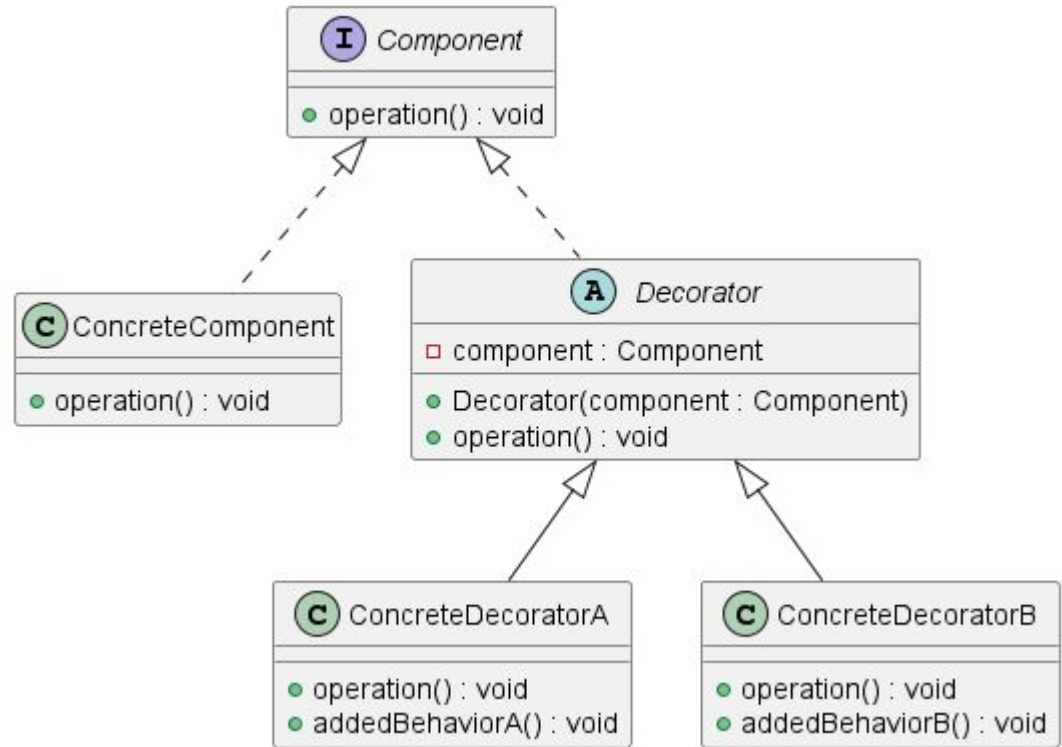 I Component
operation() : void
C ConcreteComponent
operation() : void
A Decorator
component : Component
Decorator(component : Component)
operation() : void
C ConcreteDecoratorA
operation() : void
addedBehaviorA() : void
C ConcreteDecoratorB
operation() : void
addedBehaviorB() : void